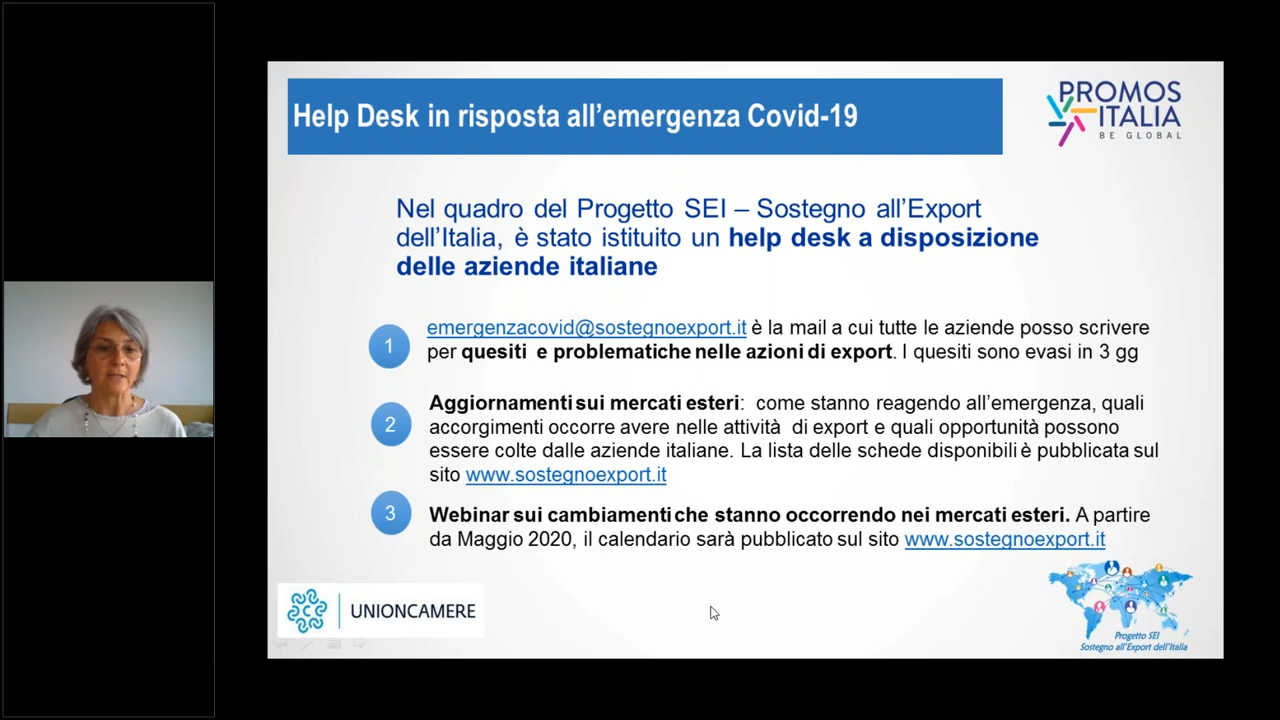 Help Desk in risposta all’emergenza Covid-19
PROMOS
ITALIA
BE GLOBAL
Nel quadro del Progetto SEI – Sostegno all’Export
dell’Italia, è stato istituito un help desk a disposizione
delle aziende italiane
1
emergenzacovid@sostegnoexport.it è la mail a cui tutte le aziende posso scrivere
per quesiti e problematiche nelle azioni di export. I quesiti sono evasi in 3 gg
2
Aggiornamenti sui mercati esteri: come stanno reagendo all’emergenza, quali
accorgimenti occorre avere nelle attività di export e quali opportunità possono
essere colte dalle aziende italiane. La lista delle schede disponibili è pubblicata sul
sito www.sostegnoexport.it
3
Webinar sui cambiamenti che stanno occorrendo nei mercati esteri. A partire
da Maggio 2020, il calendario sarà pubblicato sul sito www.sostegnoexport.it
UNIONCAMERE
Progetto SEI
Sostegno all’Export dell’Italia